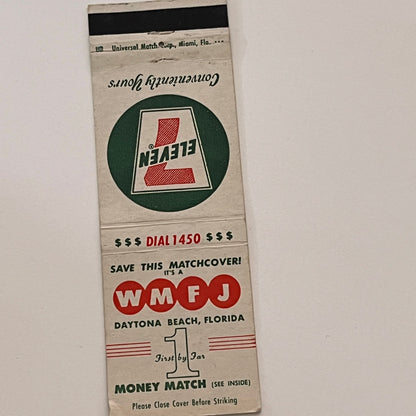 Universal Match Corp., Miami, Fla.
Conveniently Yours
7
ELEVEN®
$$$ DIAL 1450 $$$
SAVE THIS MATCHCOVER!
IT'S A
WMFJ
DAYTONA BEACH, FLORIDA
1
First by Far
MONEY MATCH (SEE INSIDE)
Please Close Cover Before Striking